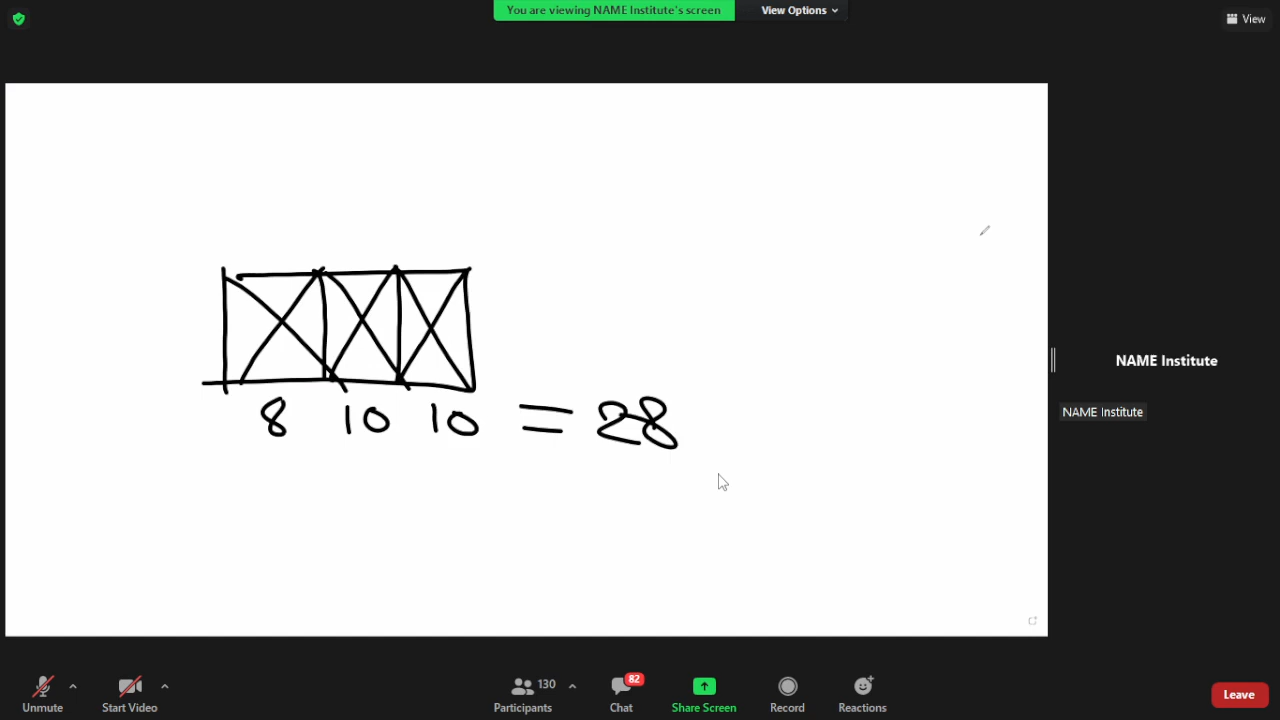 You are viewing NAME Institute's screen View Options
View
NAME Institute
NAME Institute
8 10 10 = 28
130 82
Unmute Start Video Participants Chat Share Screen Record Reactions Leave